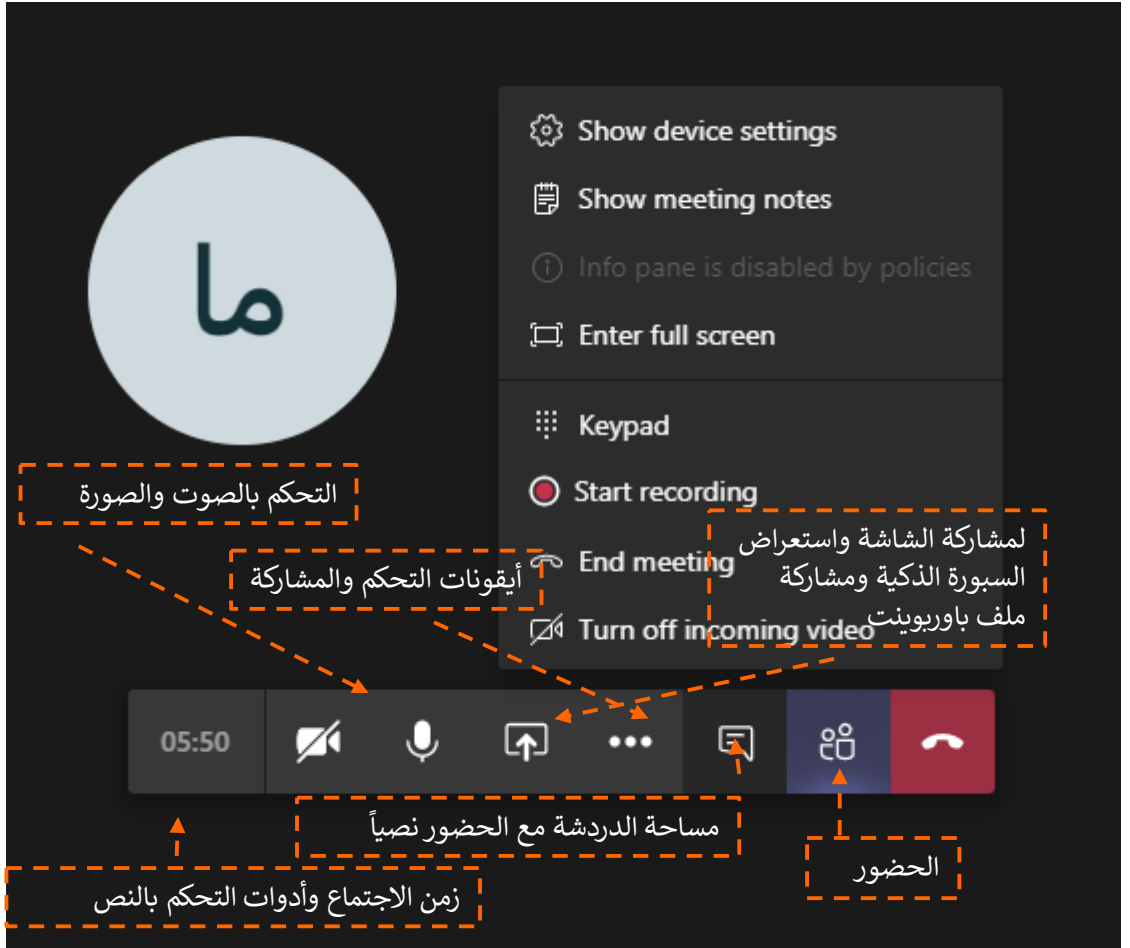 Show device settings
Show meeting notes
ما
Info pane is disabled by policies
Enter full screen
Keypad
التحكم بالصوت والصورة
Start recording
لمشاركة الشاشة واستعراض
السبورة الذكية ومشاركة
ملف باوربوينت
End meeting
أيقونات التحكم والمشاركة
Turn off incoming video
05:50
مساحة الدردشة مع الحضور نصياً
الحضور
زمن الاجتماع وأدوات التحكم بالنص